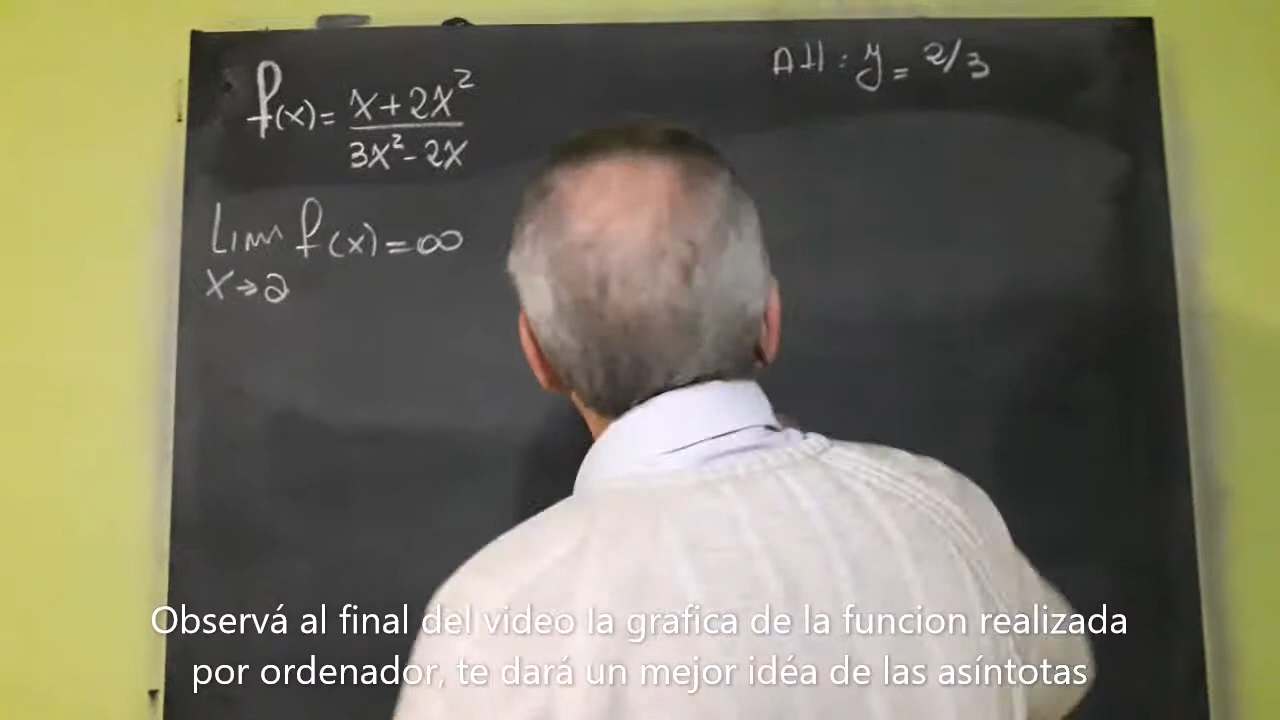 f(x) = x+2x²
3x²-2x
AH: y = 2/3
Lim f(x) = ∞
x→2
Observá al final del video la grafica de la funcion realizada
por ordenador, te dará un mejor idéa de las asíntotas